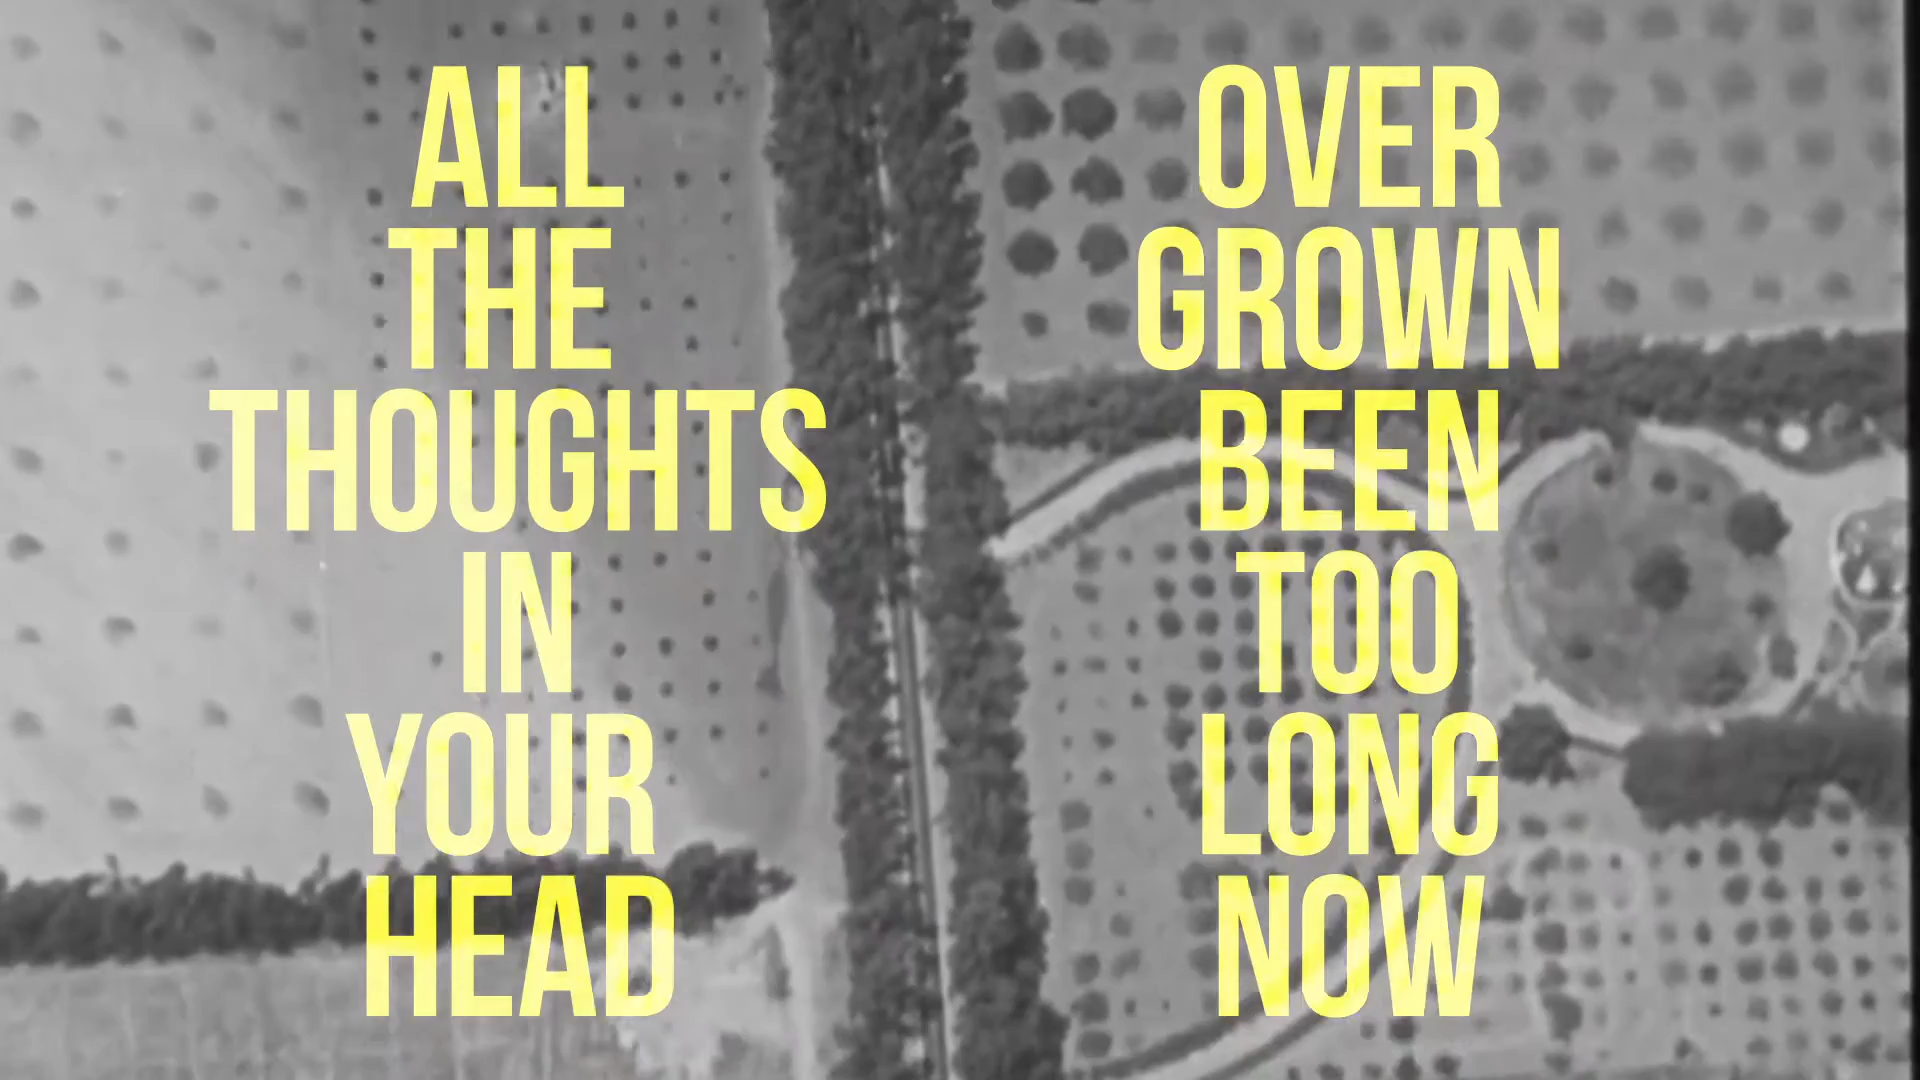 ALL
THE
THOUGHTS
IN
YOUR
HEAD
OVER
GROWN
BEEN
TOO
LONG
NOW